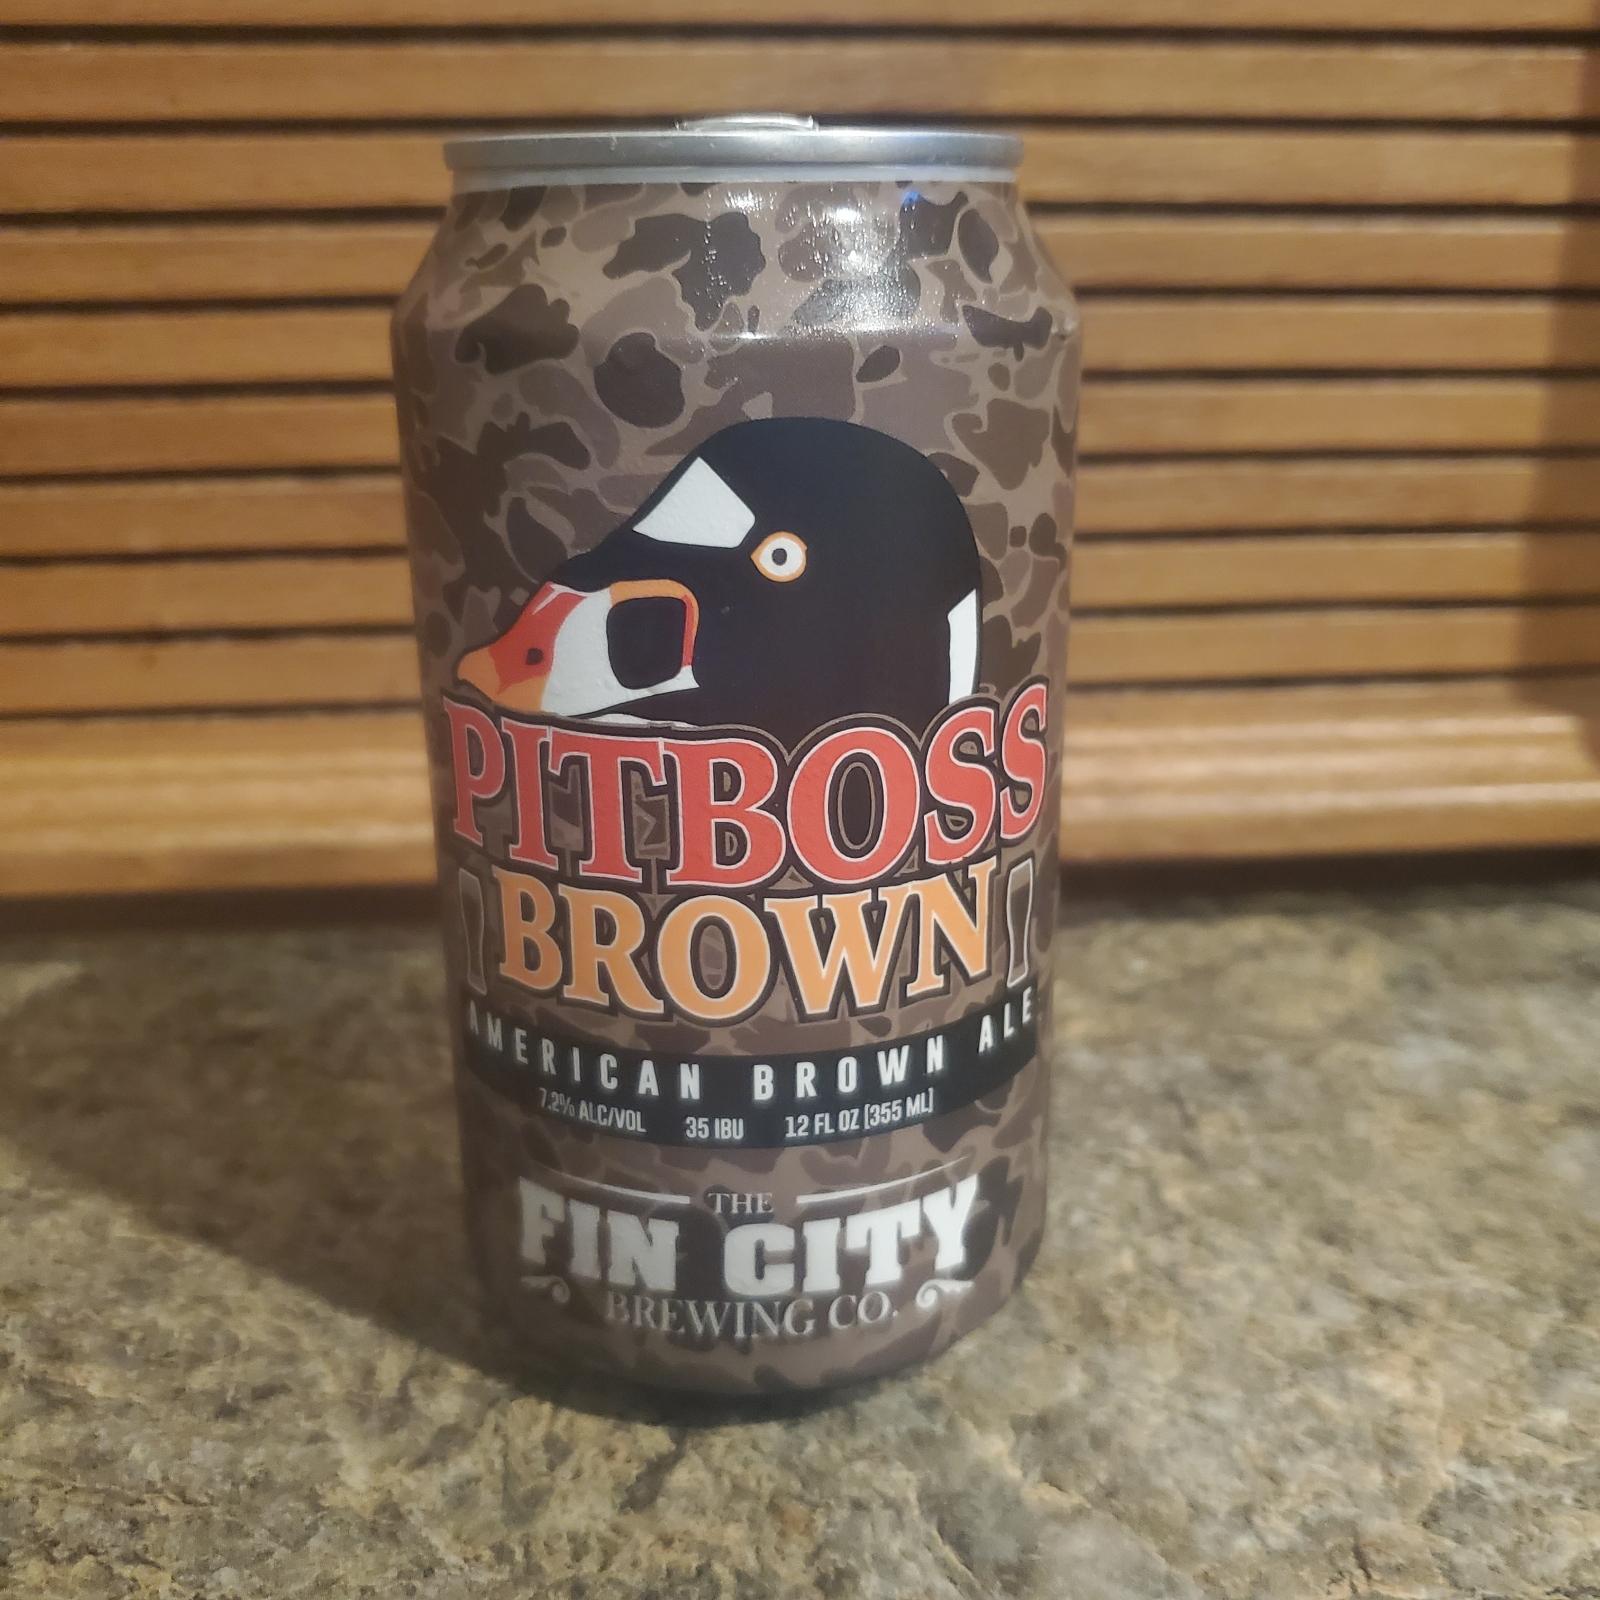 PITBOSS
BROWN
AMERICAN BROWN ALE
7.2% ALC/VOL 35 IBU 12 FL OZ [355 ML]
THE
FIN CITY
BREWING CO.